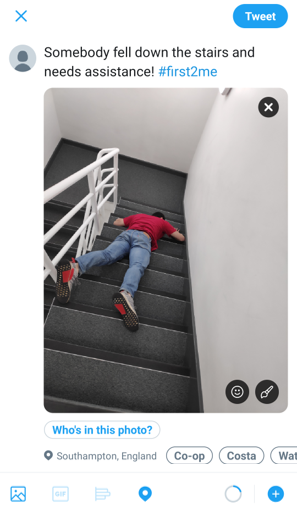 Tweet
Somebody fell down the stairs and
needs assistance! #first2me
Who's in this photo?
Southampton, England
Co-op
Costa
Wat
GIF